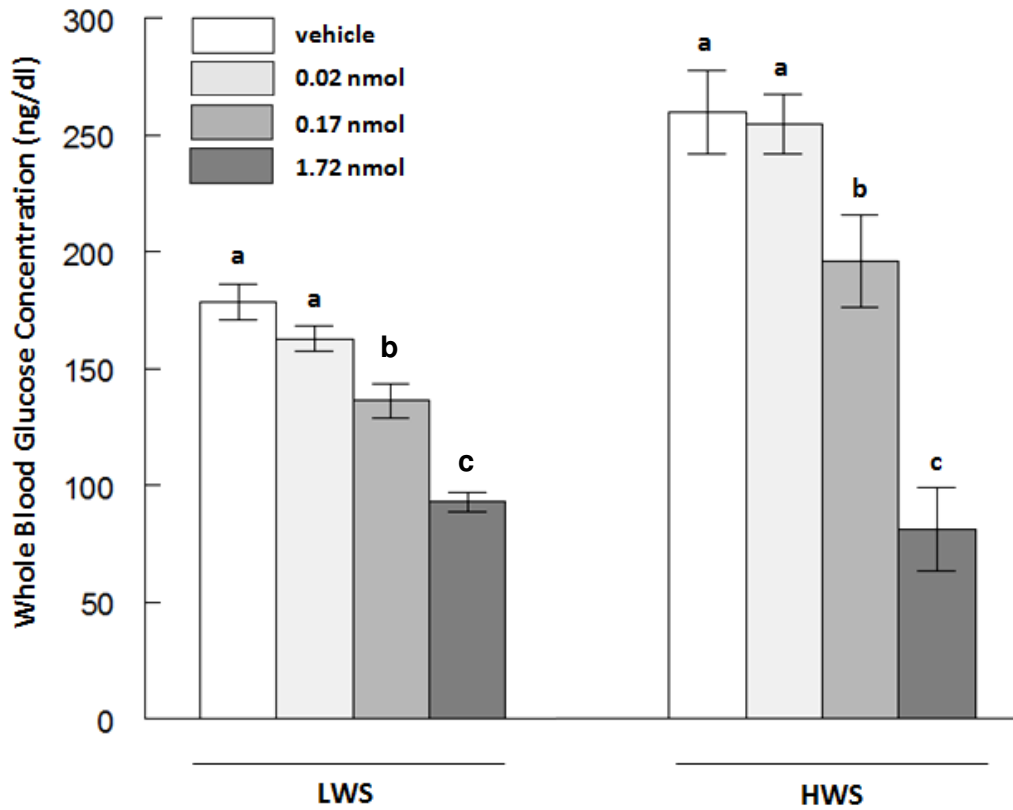 Whole Blood Glucose Concentration (ng/dl)
300
250
200
150
100
50
0
vehicle
0.02 nmol
0.17 nmol
1.72 nmol
a
a
b
c
a
a
b
c
LWS
HWS